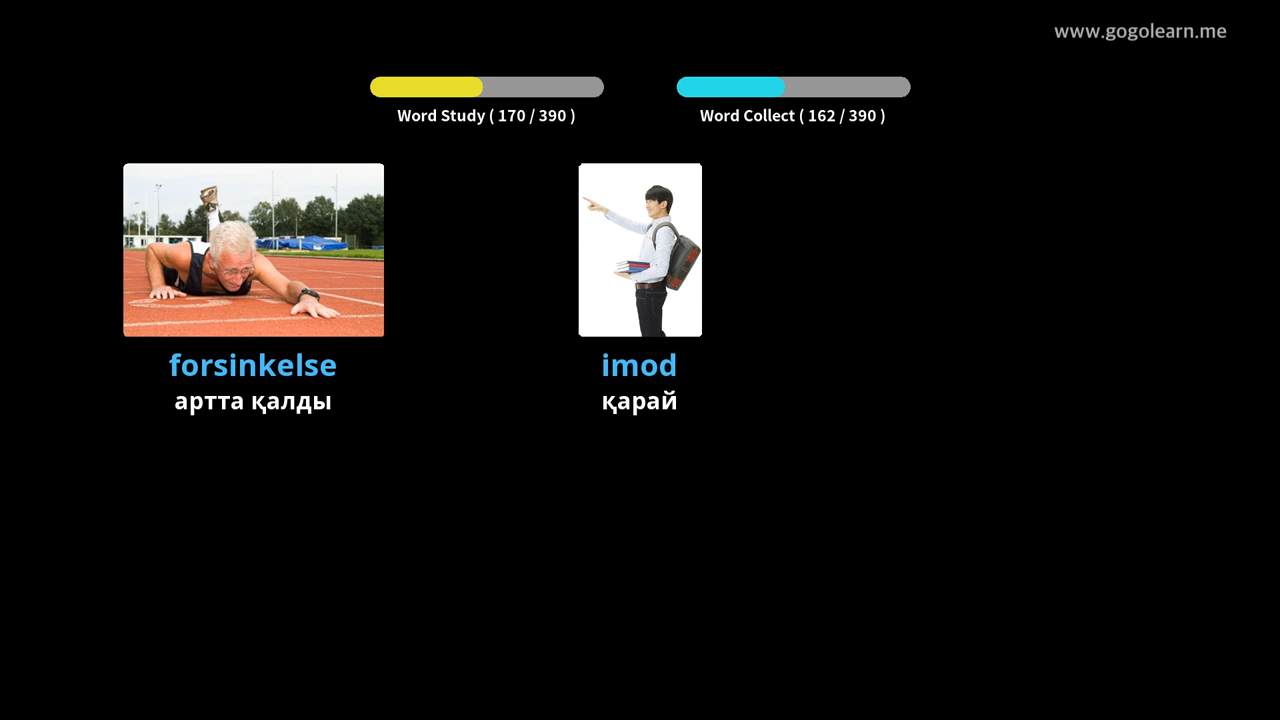 www.gogolearn.me
Word Study ( 170 / 390 )
Word Collect ( 162 / 390 )
forsinkelse
артта қалды
imod
қарай